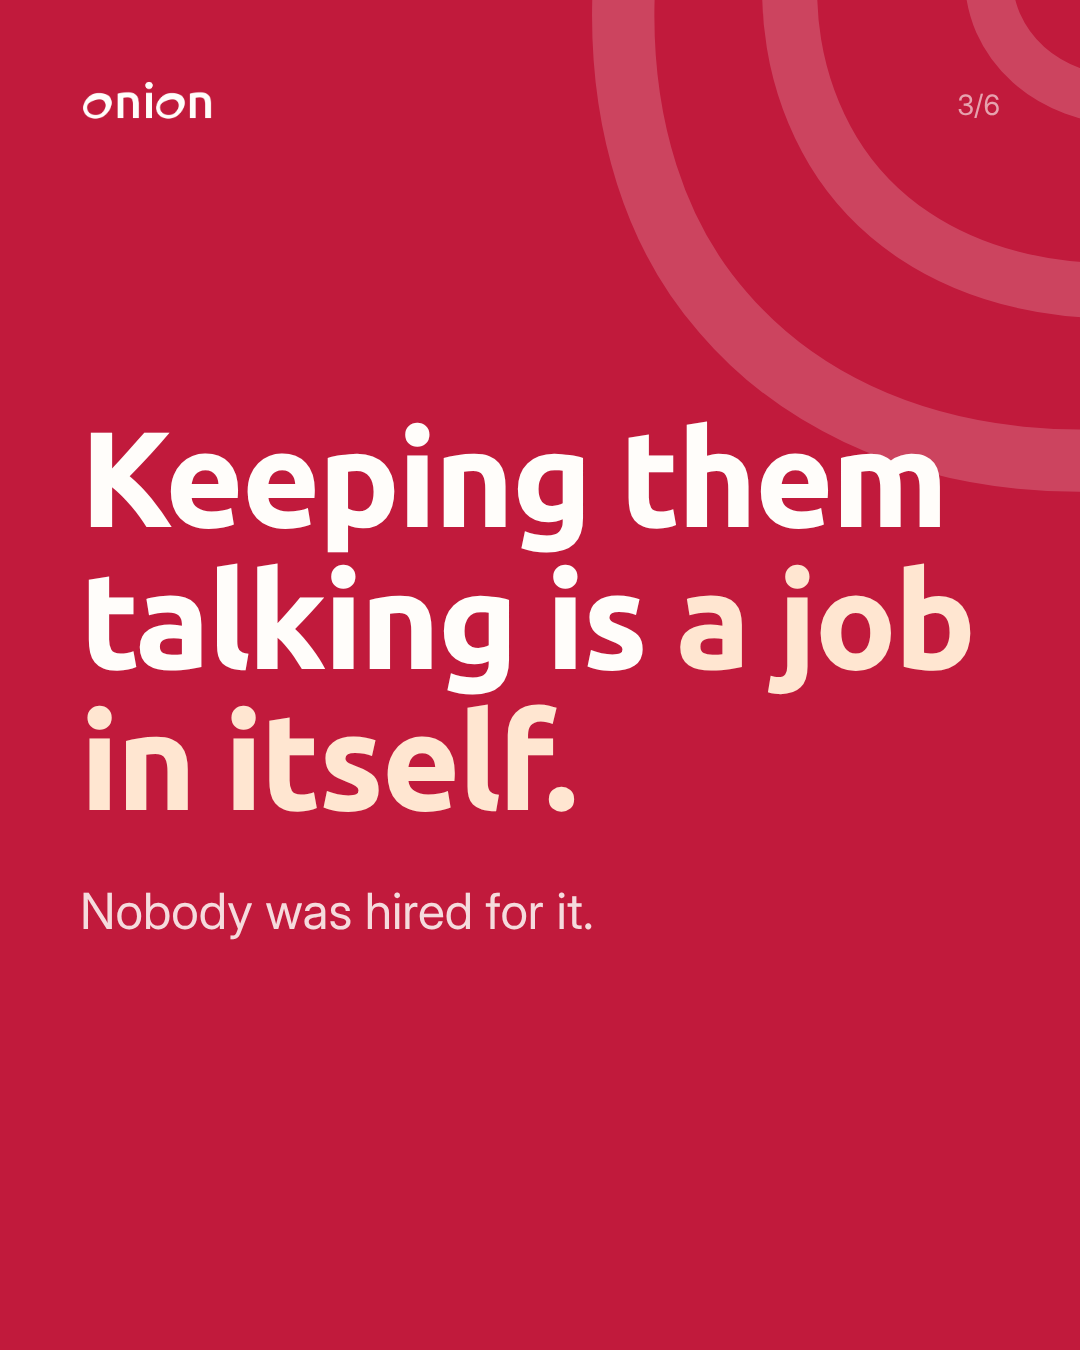 onion
3/6
Keeping them
talking is a job
in itself.
Nobody was hired for it.